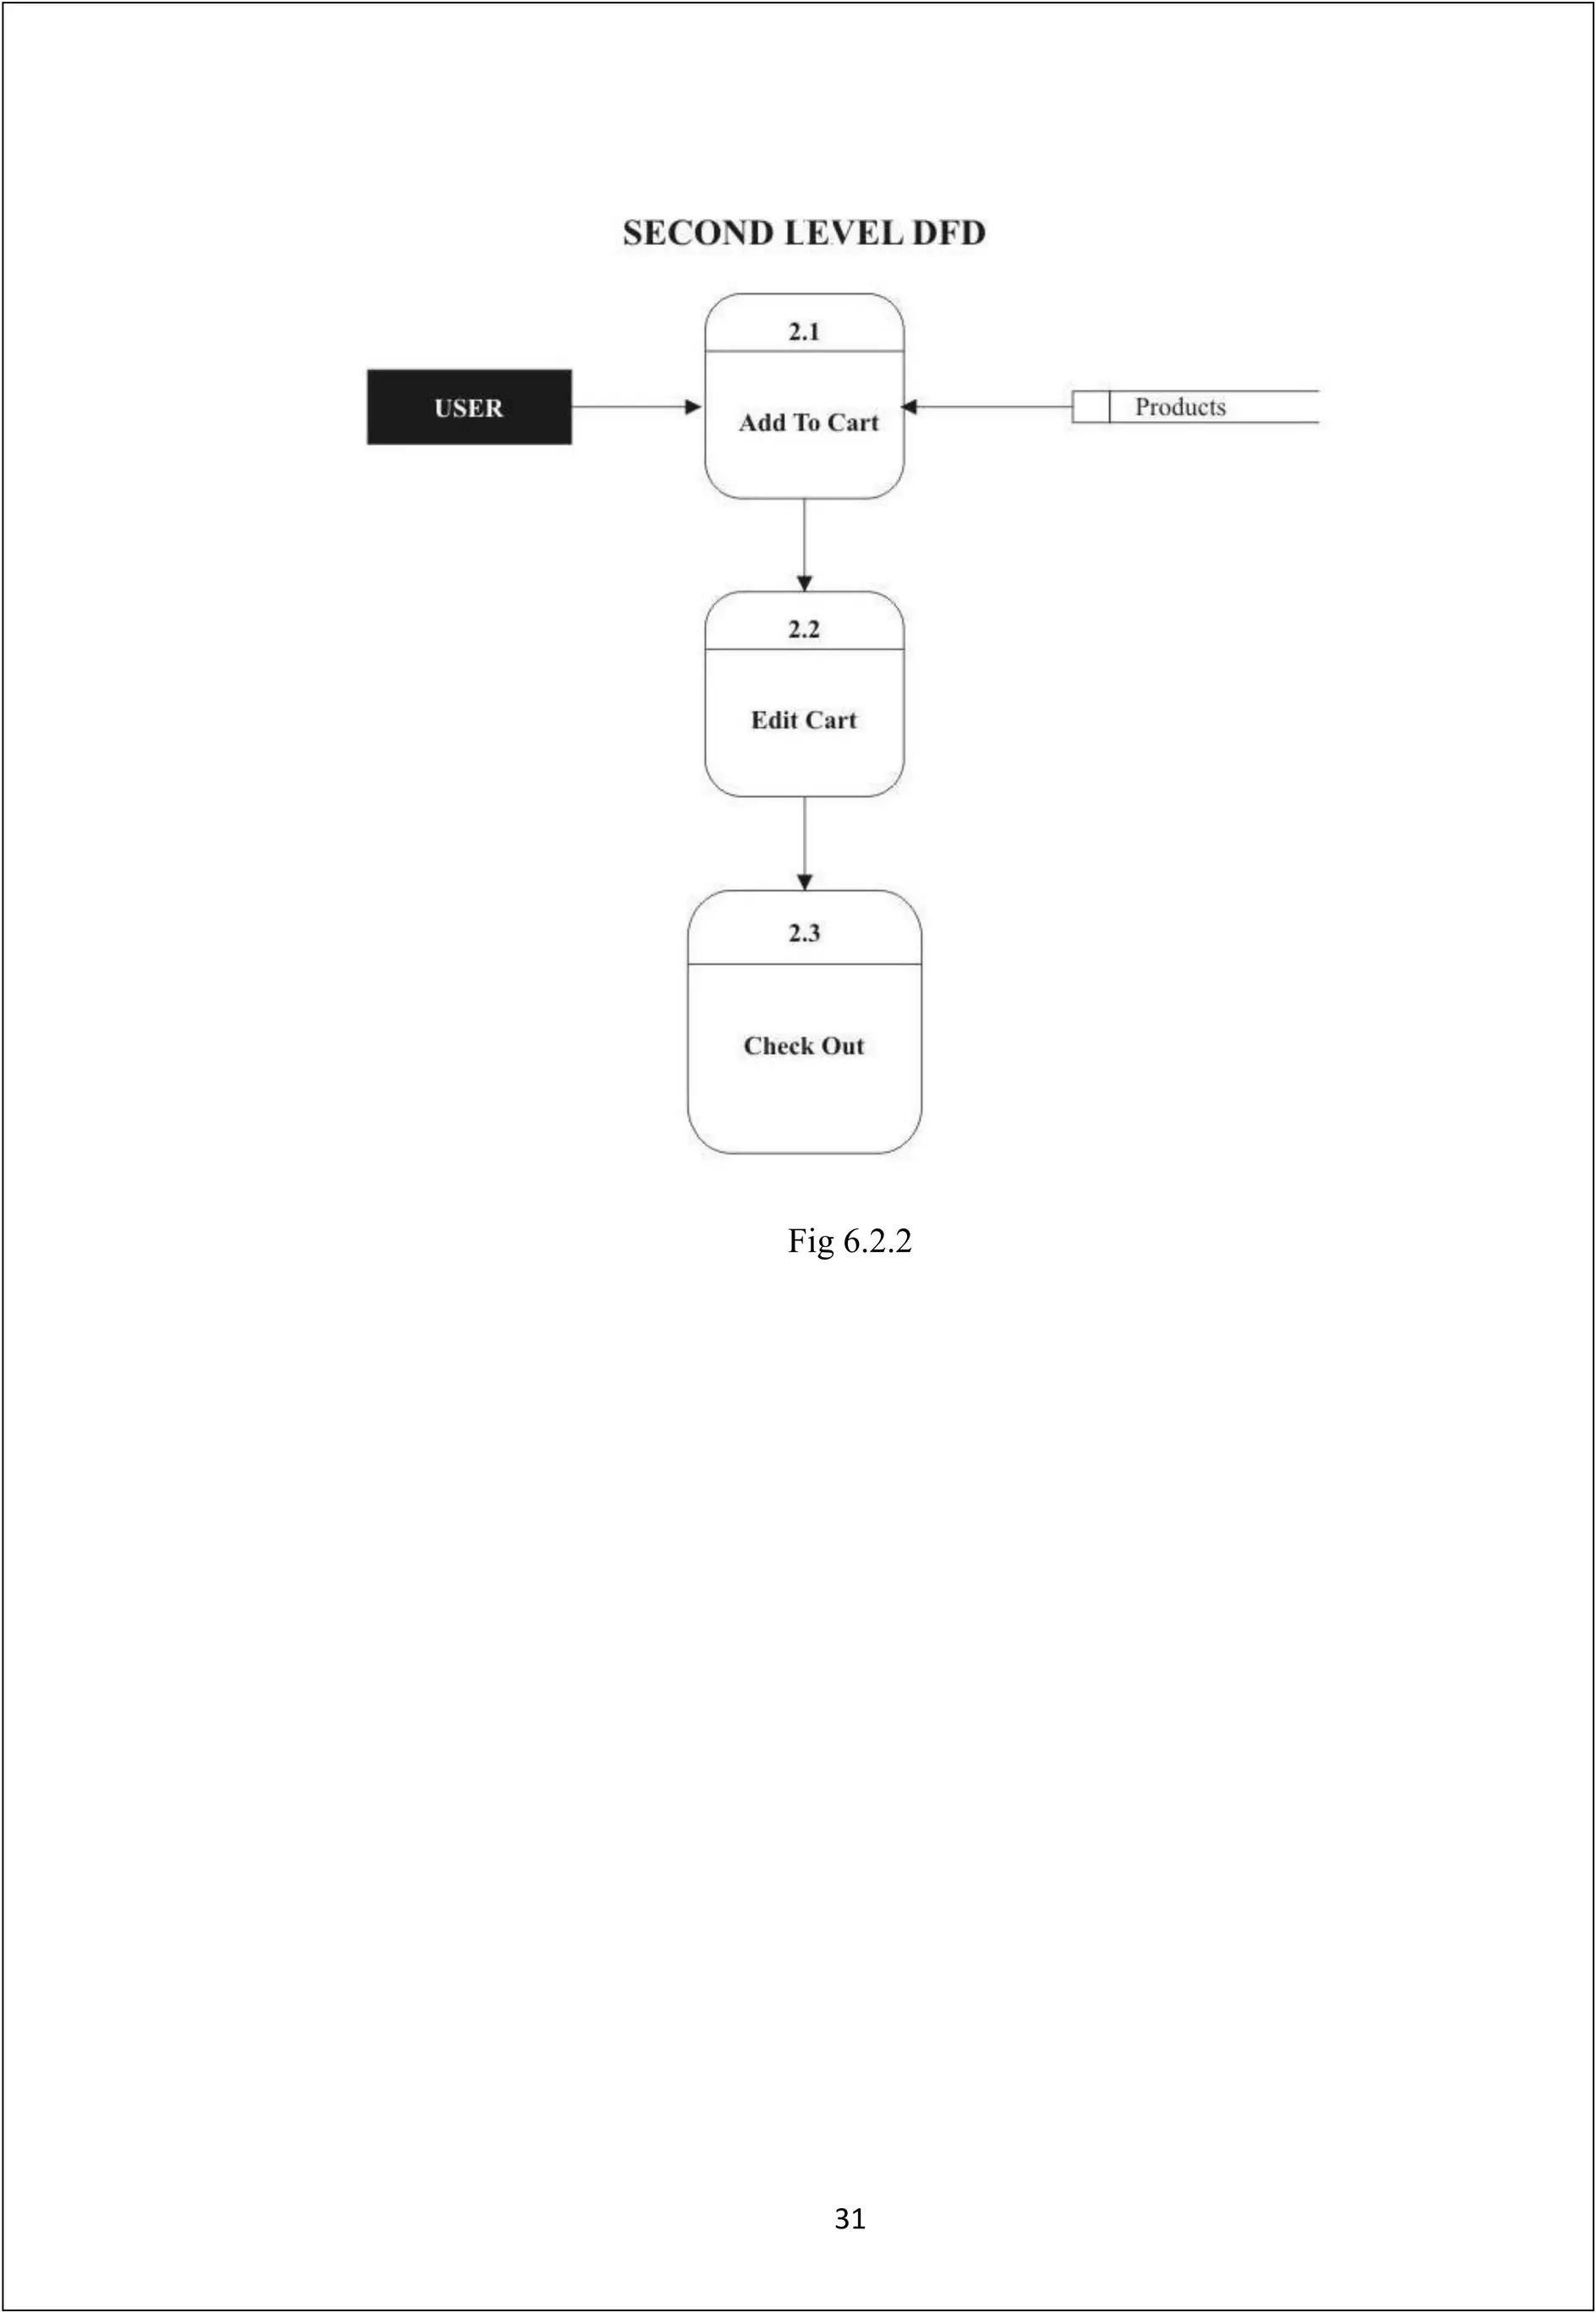 SECOND LEVEL DFD
2.1
USER
Add To Cart
Products
2.2
Edit Cart
2.3
Check Out
Fig 6.2.2
31